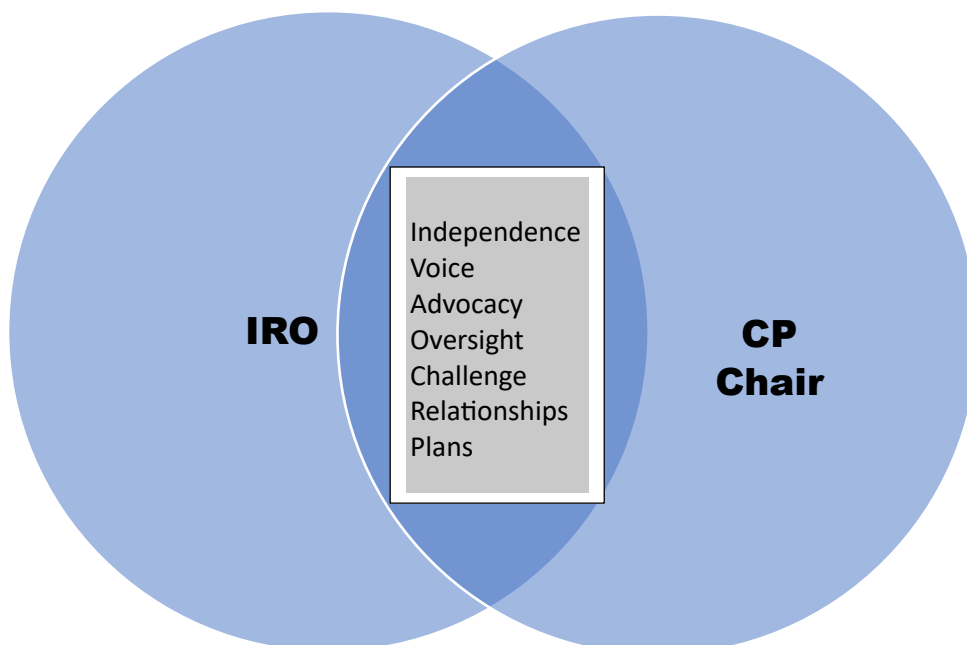 IRO
Independence
Voice
Advocacy
Oversight
Challenge
Relationships
Plans
CP
Chair